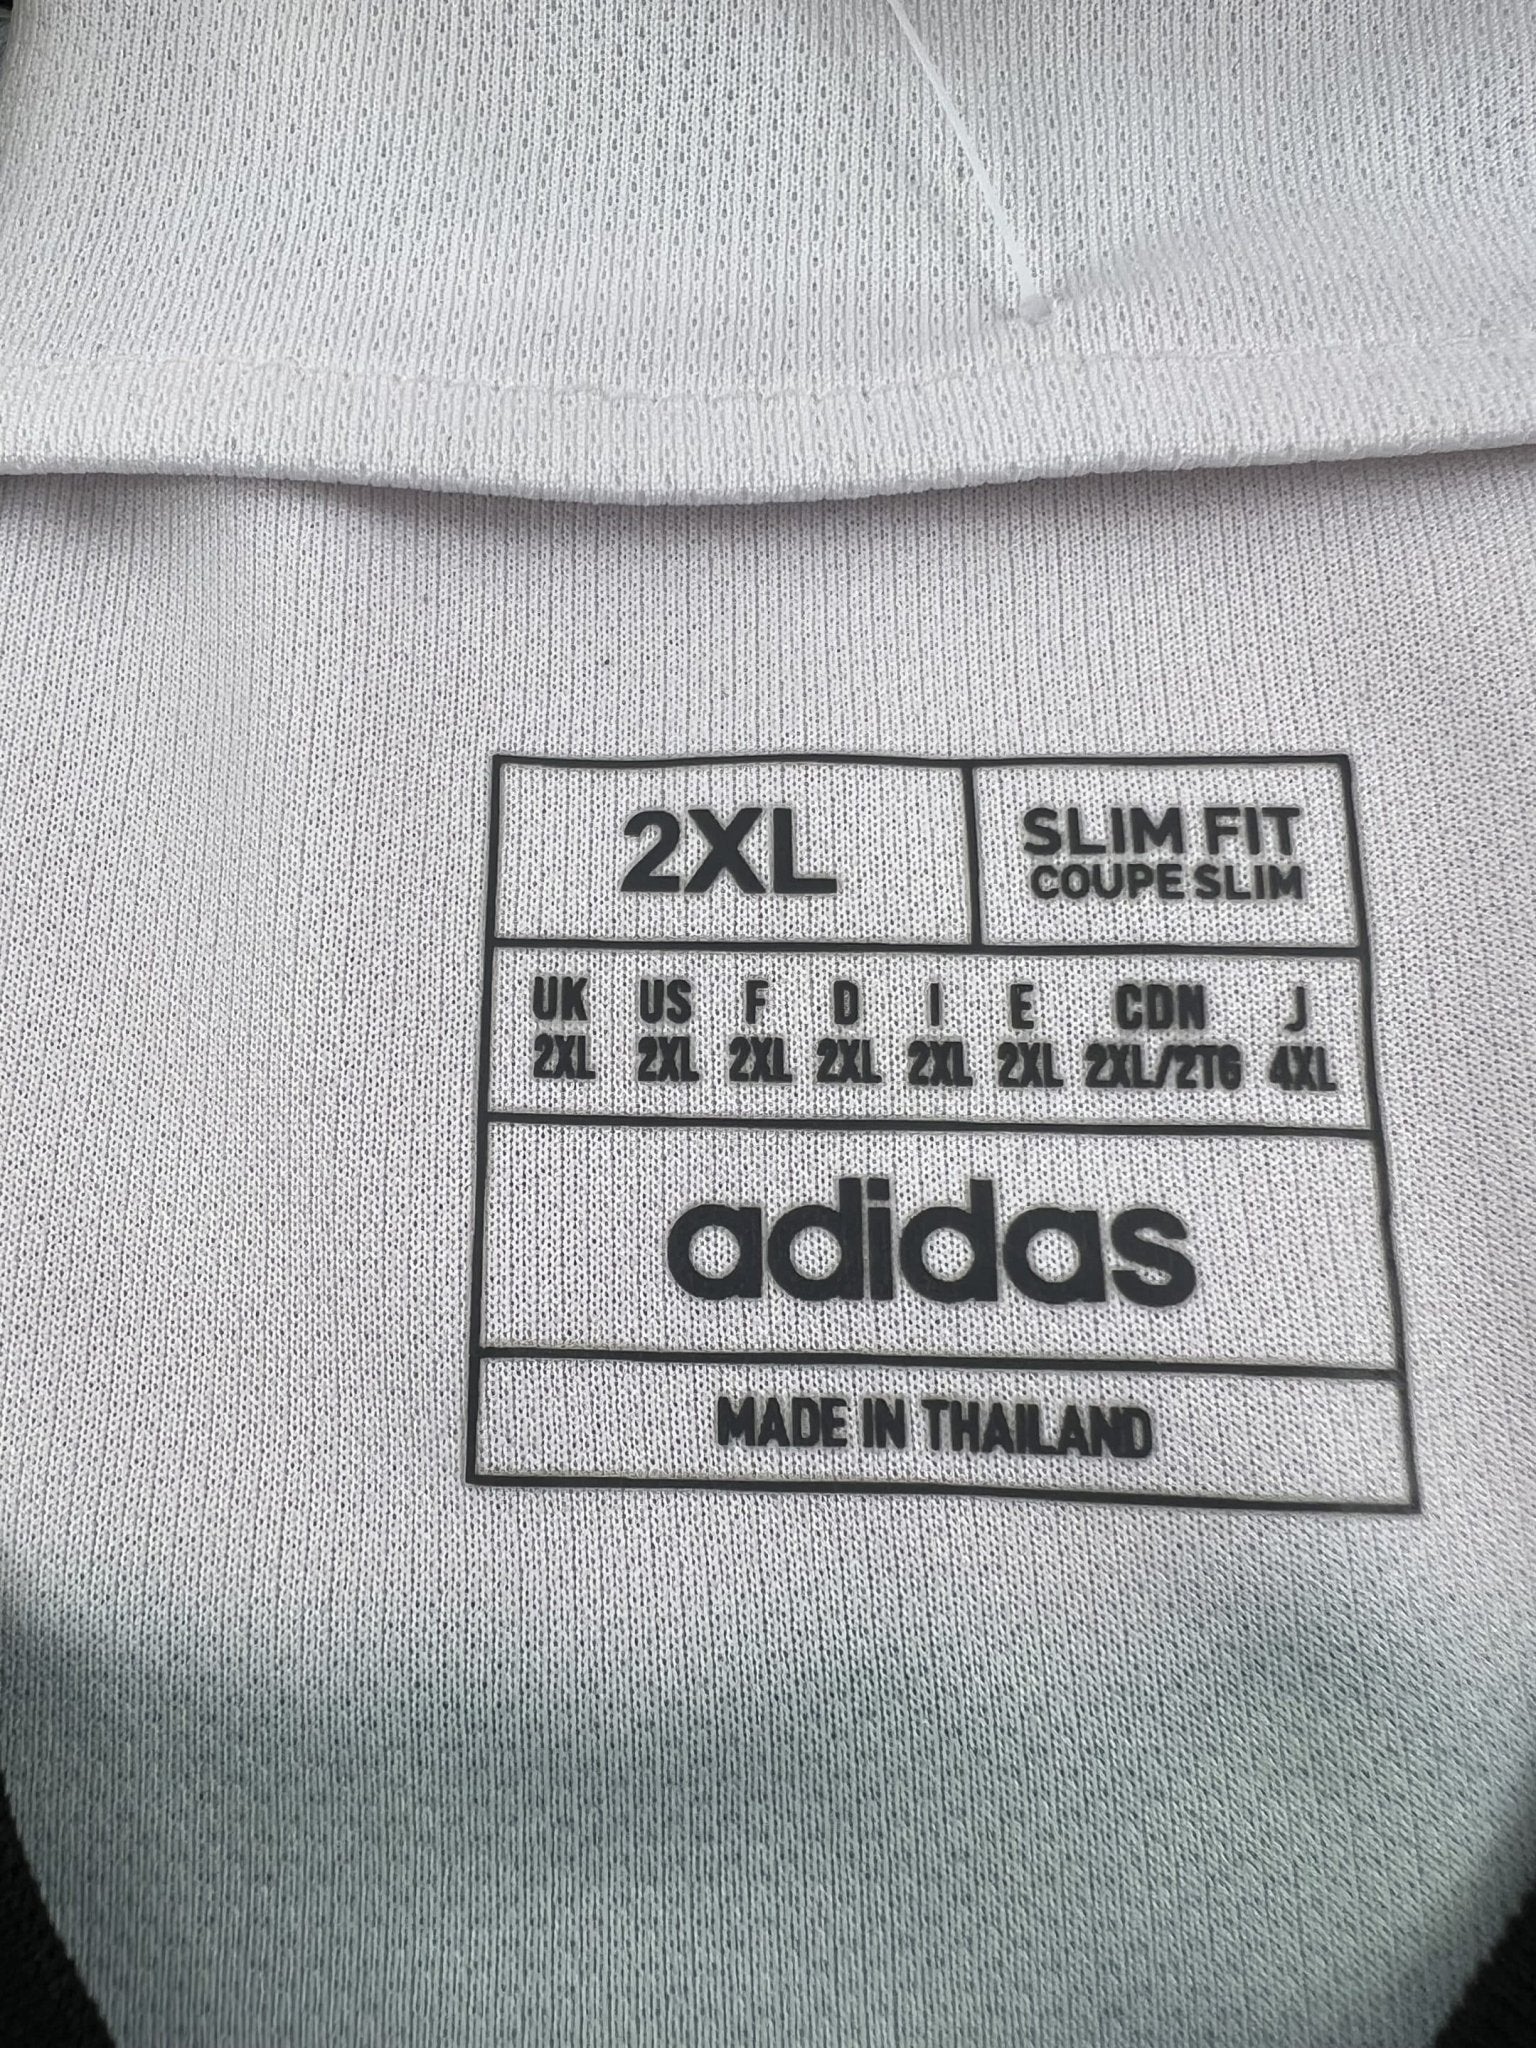 2XL
SLIM FIT
COUPE SLIM
UK US F D I E CDN J
2XL 2XL 2XL 2XL 2XL 2XL 2XL/2TG 4XL
adidas
MADE IN THAILAND